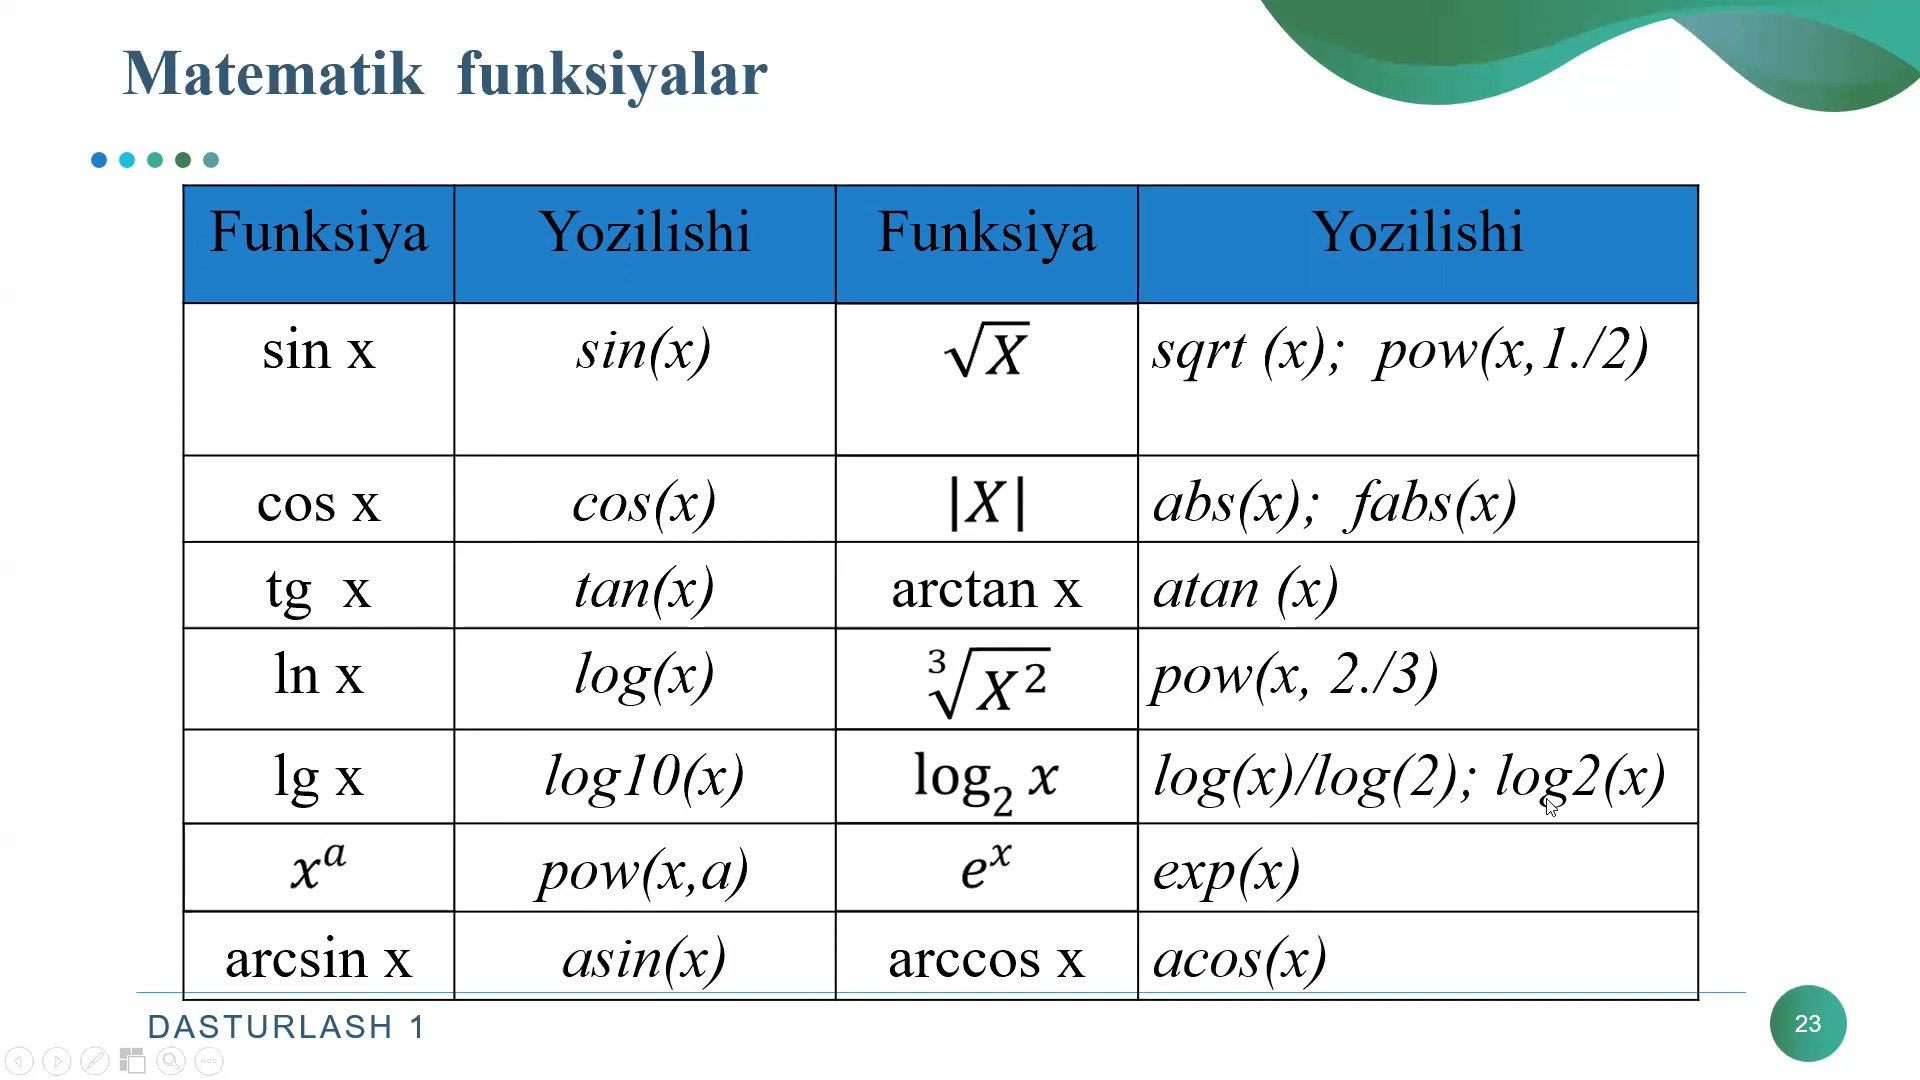 Matematik funksiyalar
Funksiya Yozilishi Funksiya Yozilishi
sin x sin(x) √X sqrt (x); pow(x,1./2)
cos x cos(x) |X| abs(x); fabs(x)
tg x tan(x) arctan x atan (x)
ln x log(x) ∛X² pow(x, 2./3)
lg x log10(x) log₂ x log(x)/log(2); log2(x)
xᵃ pow(x,a) eˣ exp(x)
arcsin x asin(x) arccos x acos(x)
DASTURLASH 1
23